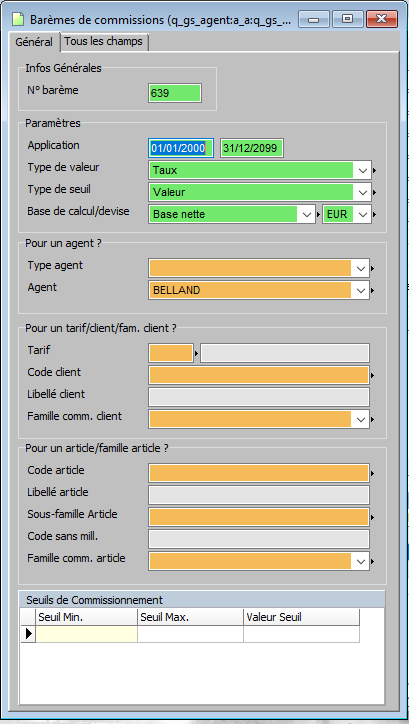 Barèmes de commissions (q_gs_agent:a_a:q_gs_...
Général Tous les champs
Infos Générales
N° barème 639
Paramètres
Application 01/01/2000 31/12/2099
Type de valeur Taux
Type de seuil Valeur
Base de calcul/devise Base nette EUR
Pour un agent ?
Type agent
Agent BELLAND
Pour un tarif/client/fam. client ?
Tarif
Code client
Libellé client
Famille comm. client
Pour un article/famille article ?
Code article
Libellé article
Sous-famille Article
Code sans mill.
Famille comm. article
Seuils de Commissionnement
Seuil Min. Seuil Max. Valeur Seuil